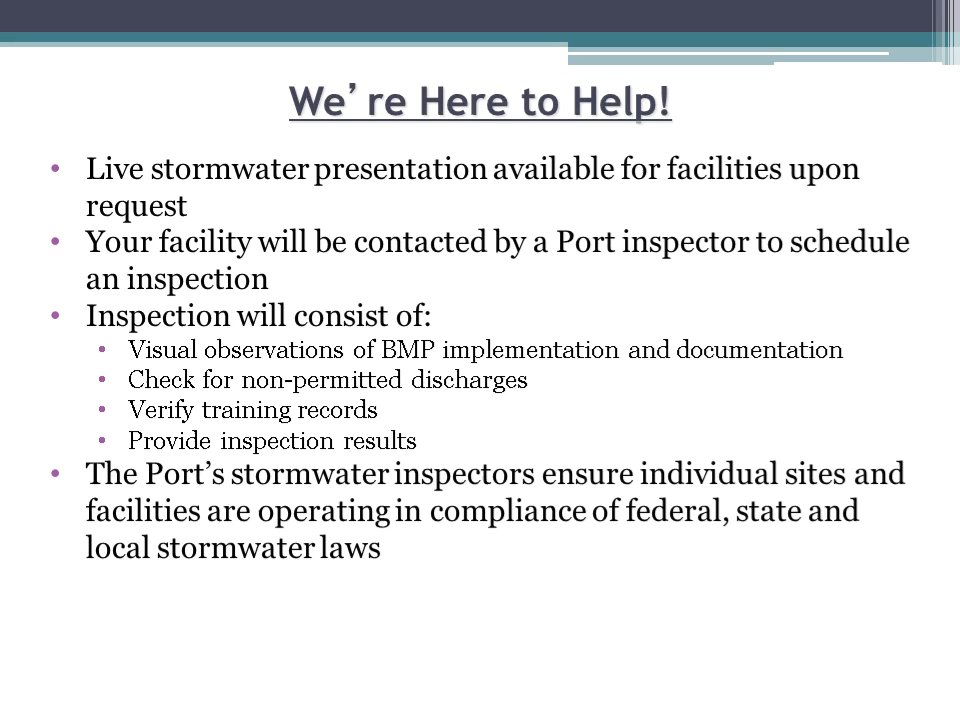 We’re Here to Help!
• Live stormwater presentation available for facilities upon
request
• Your facility will be contacted by a Port inspector to schedule
an inspection
• Inspection will consist of:
• Visual observations of BMP implementation and documentation
• Check for non-permitted discharges
• Verify training records
• Provide inspection results
• The Port’s stormwater inspectors ensure individual sites and
facilities are operating in compliance of federal, state and
local stormwater laws